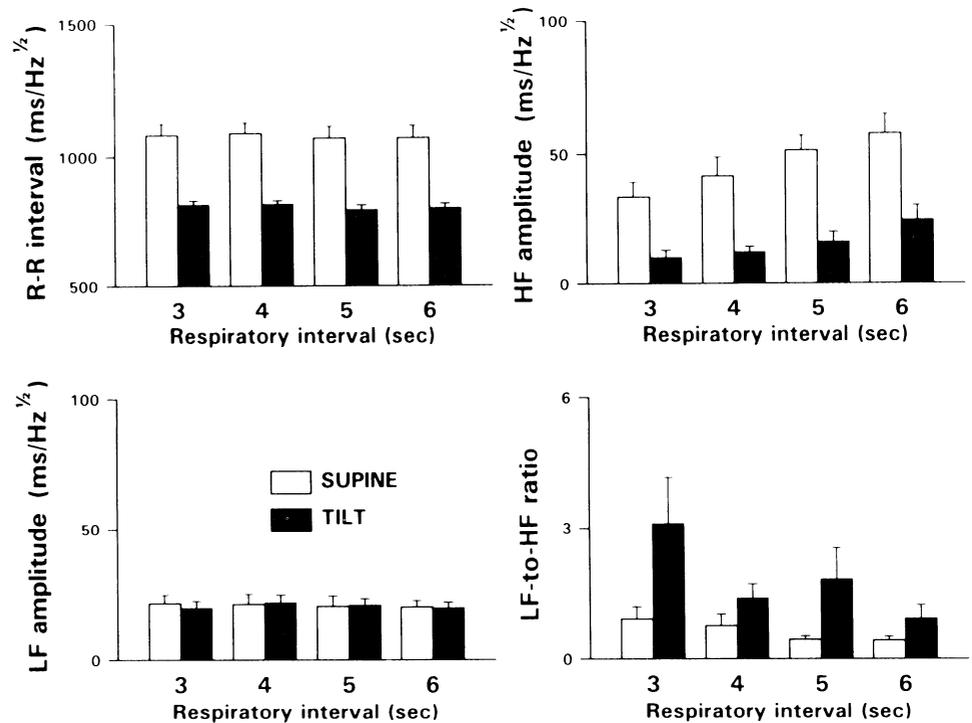 R-R interval (ms/Hz½)
1500
1000
500
3 4 5 6
Respiratory interval (sec)
HF amplitude (ms/Hz½)
100
50
0
3 4 5 6
Respiratory interval (sec)
LF amplitude (ms/Hz½)
100
50
0
SUPINE
TILT
3 4 5 6
Respiratory interval (sec)
LF-to-HF ratio
6
3
0
3 4 5 6
Respiratory interval (sec)